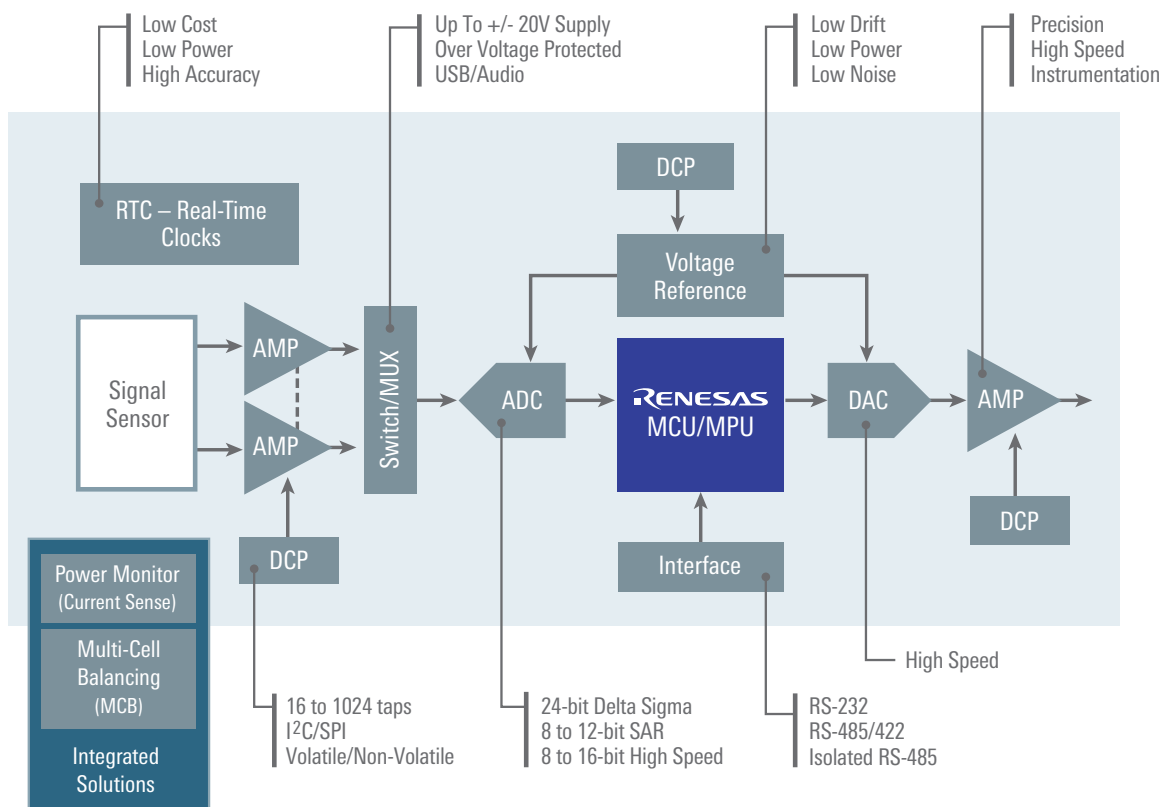 Low Cost
Low Power
High Accuracy
Up To +/- 20V Supply
Over Voltage Protected
USB/Audio
Low Drift
Low Power
Low Noise
Precision
High Speed
Instrumentation
RTC – Real-Time
Clocks
DCP
Voltage
Reference
Signal
Sensor
AMP
AMP
Switch/MUX
ADC
RENESAS
MCU/MPU
DAC
AMP
DCP
DCP
Interface
Power Monitor
(Current Sense)
Multi-Cell
Balancing
(MCB)
Integrated
Solutions
16 to 1024 taps
I²C/SPI
Volatile/Non-Volatile
24-bit Delta Sigma
8 to 12-bit SAR
8 to 16-bit High Speed
RS-232
RS-485/422
Isolated RS-485
High Speed